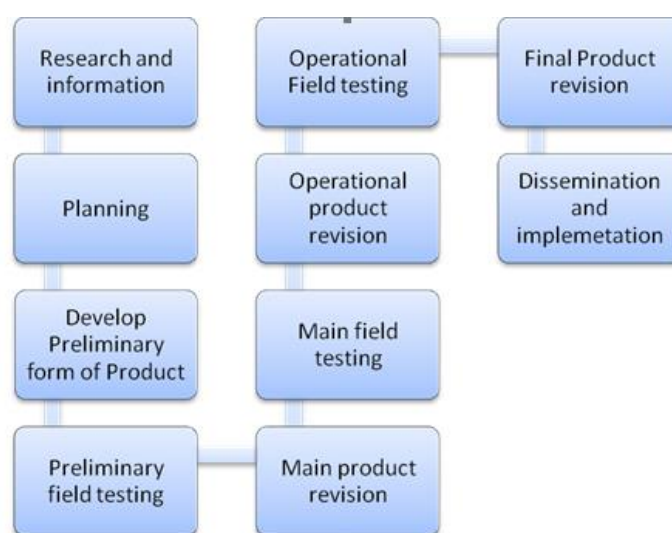 Research and
information
Planning
Develop
Preliminary
form of Product
Preliminary
field testing
Main product
revision
Main field
testing
Operational
product
revision
Operational
Field testing
Final Product
revision
Dissemination
and
implemetation